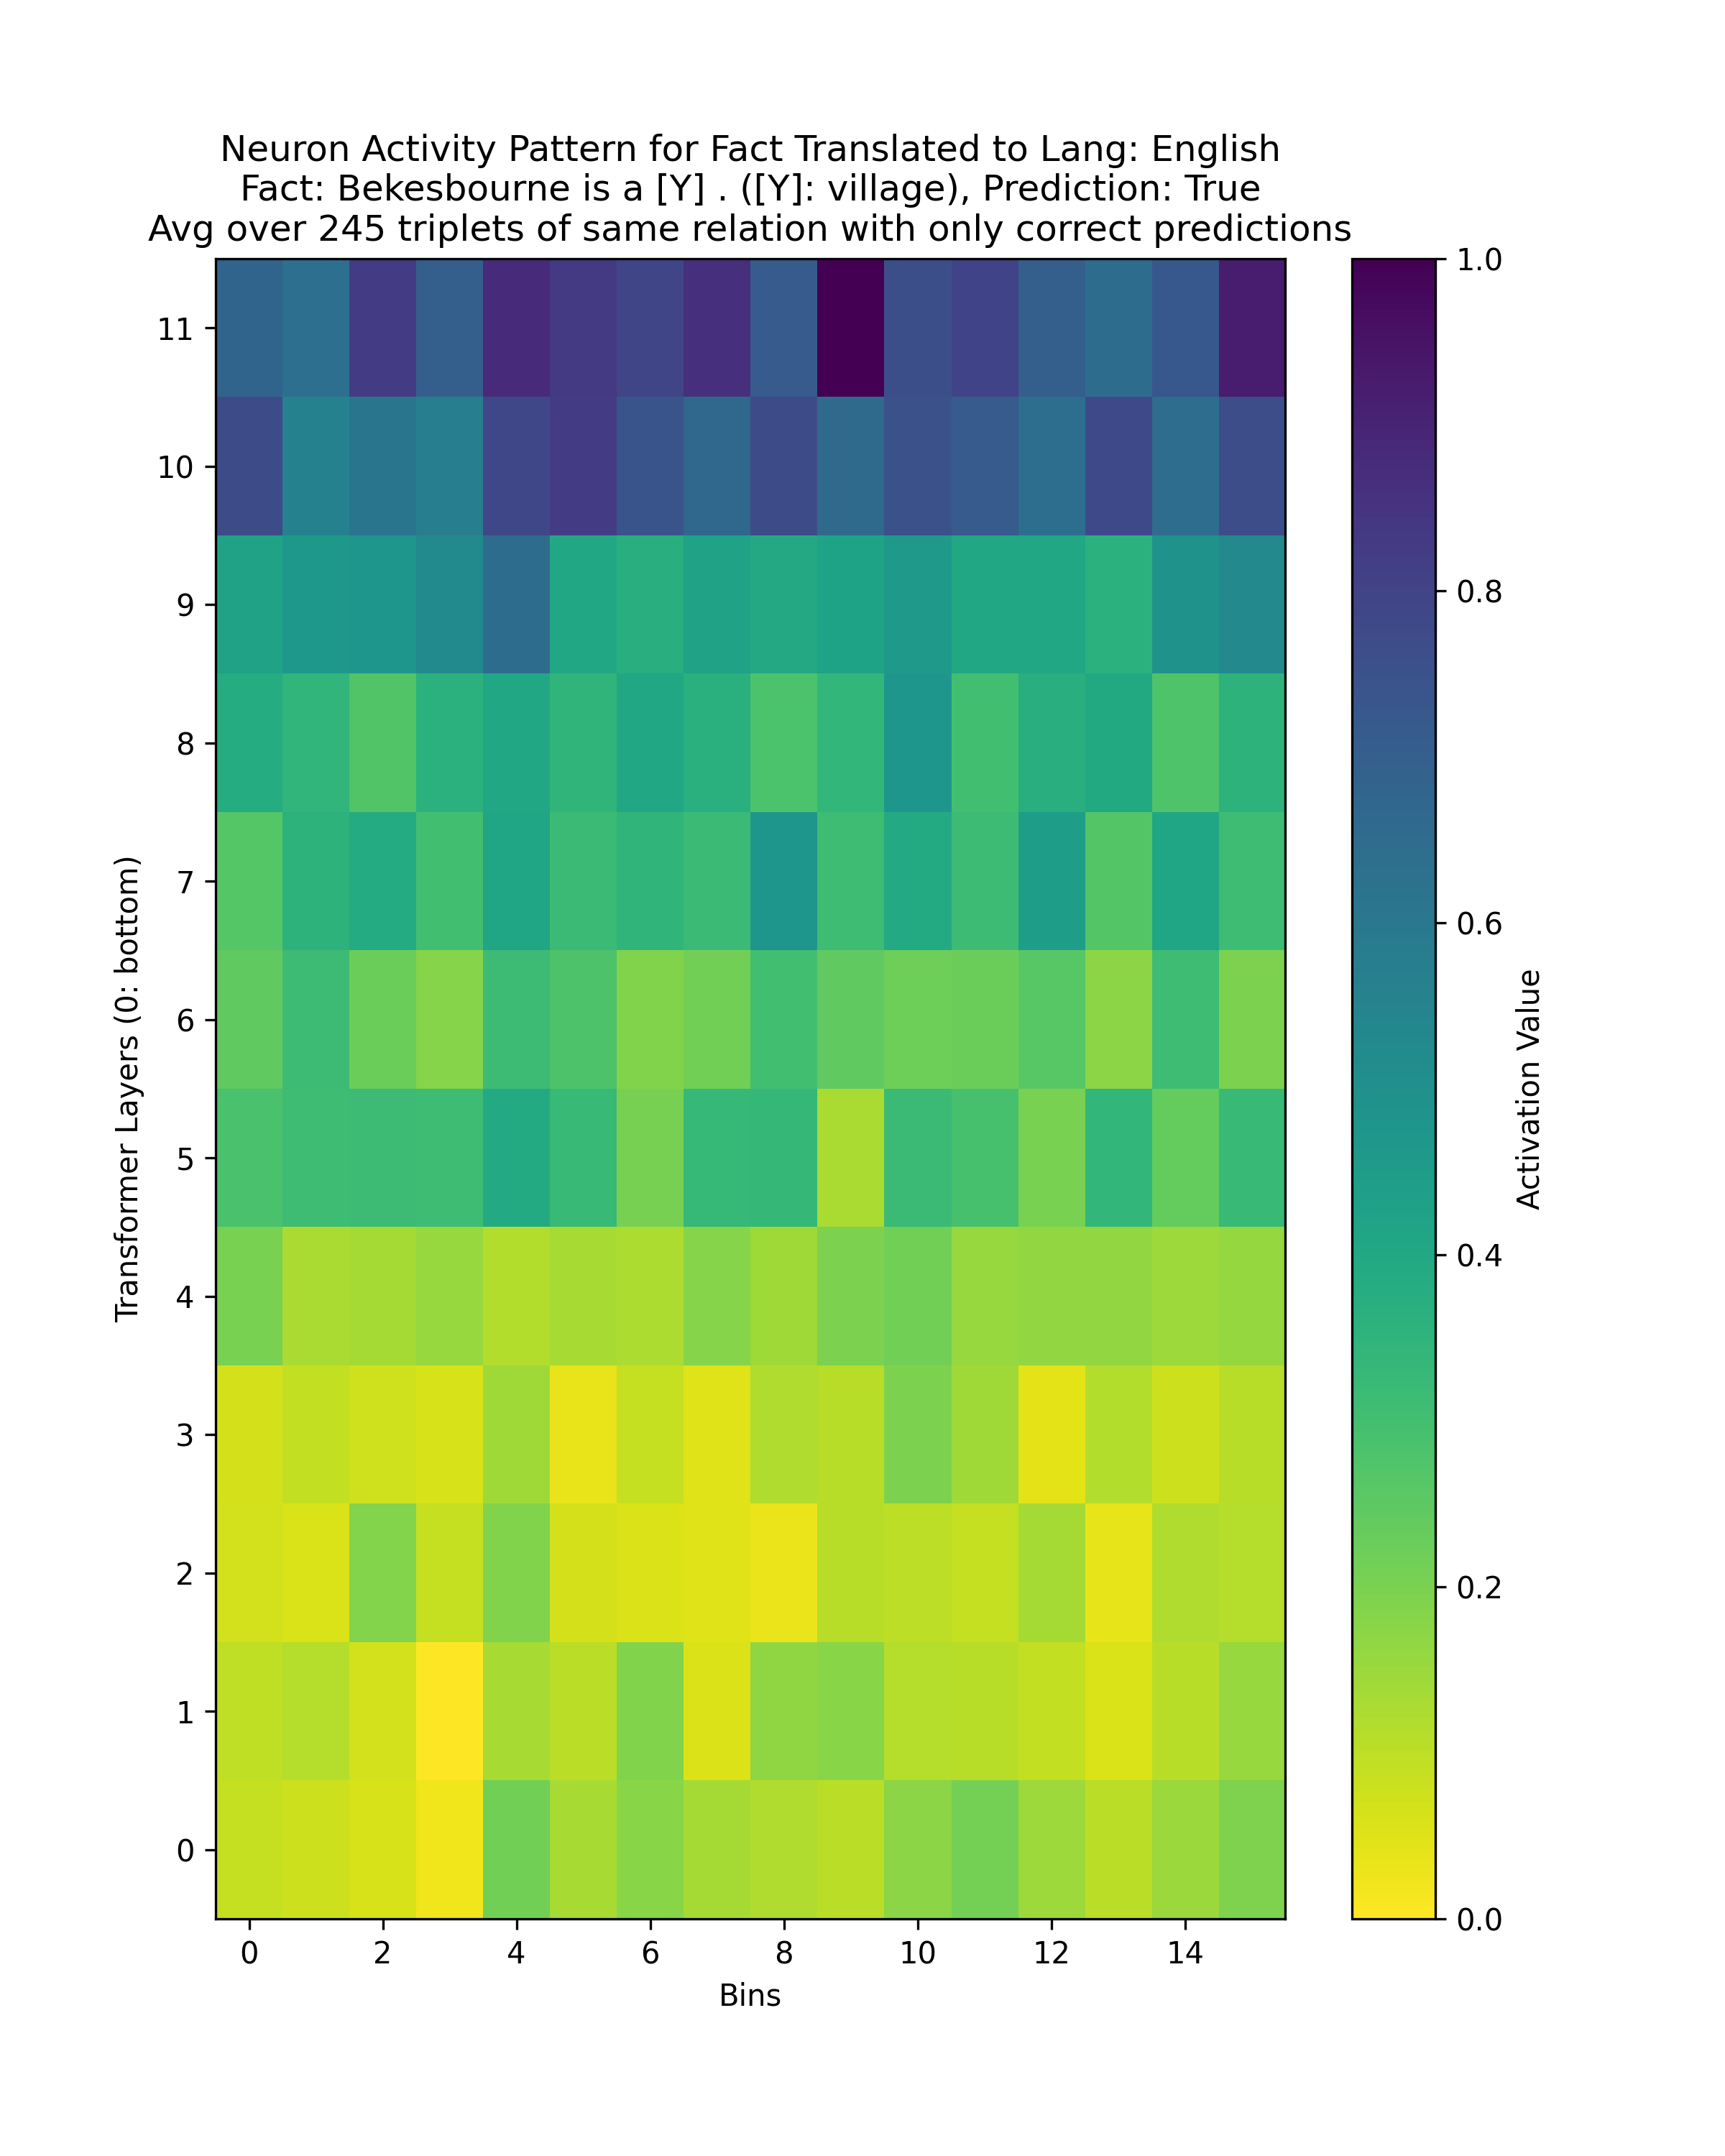 Neuron Activity Pattern for Fact Translated to Lang: English
Fact: Bekesbourne is a [Y] . ([Y]: village), Prediction: True
Avg over 245 triplets of same relation with only correct predictions
11
10
9
8
7
6
5
4
3
2
1
0
Transformer Layers (0: bottom)
0 2 4 6 8 10 12 14
Bins
1.0
0.8
0.6
0.4
0.2
0.0
Activation Value